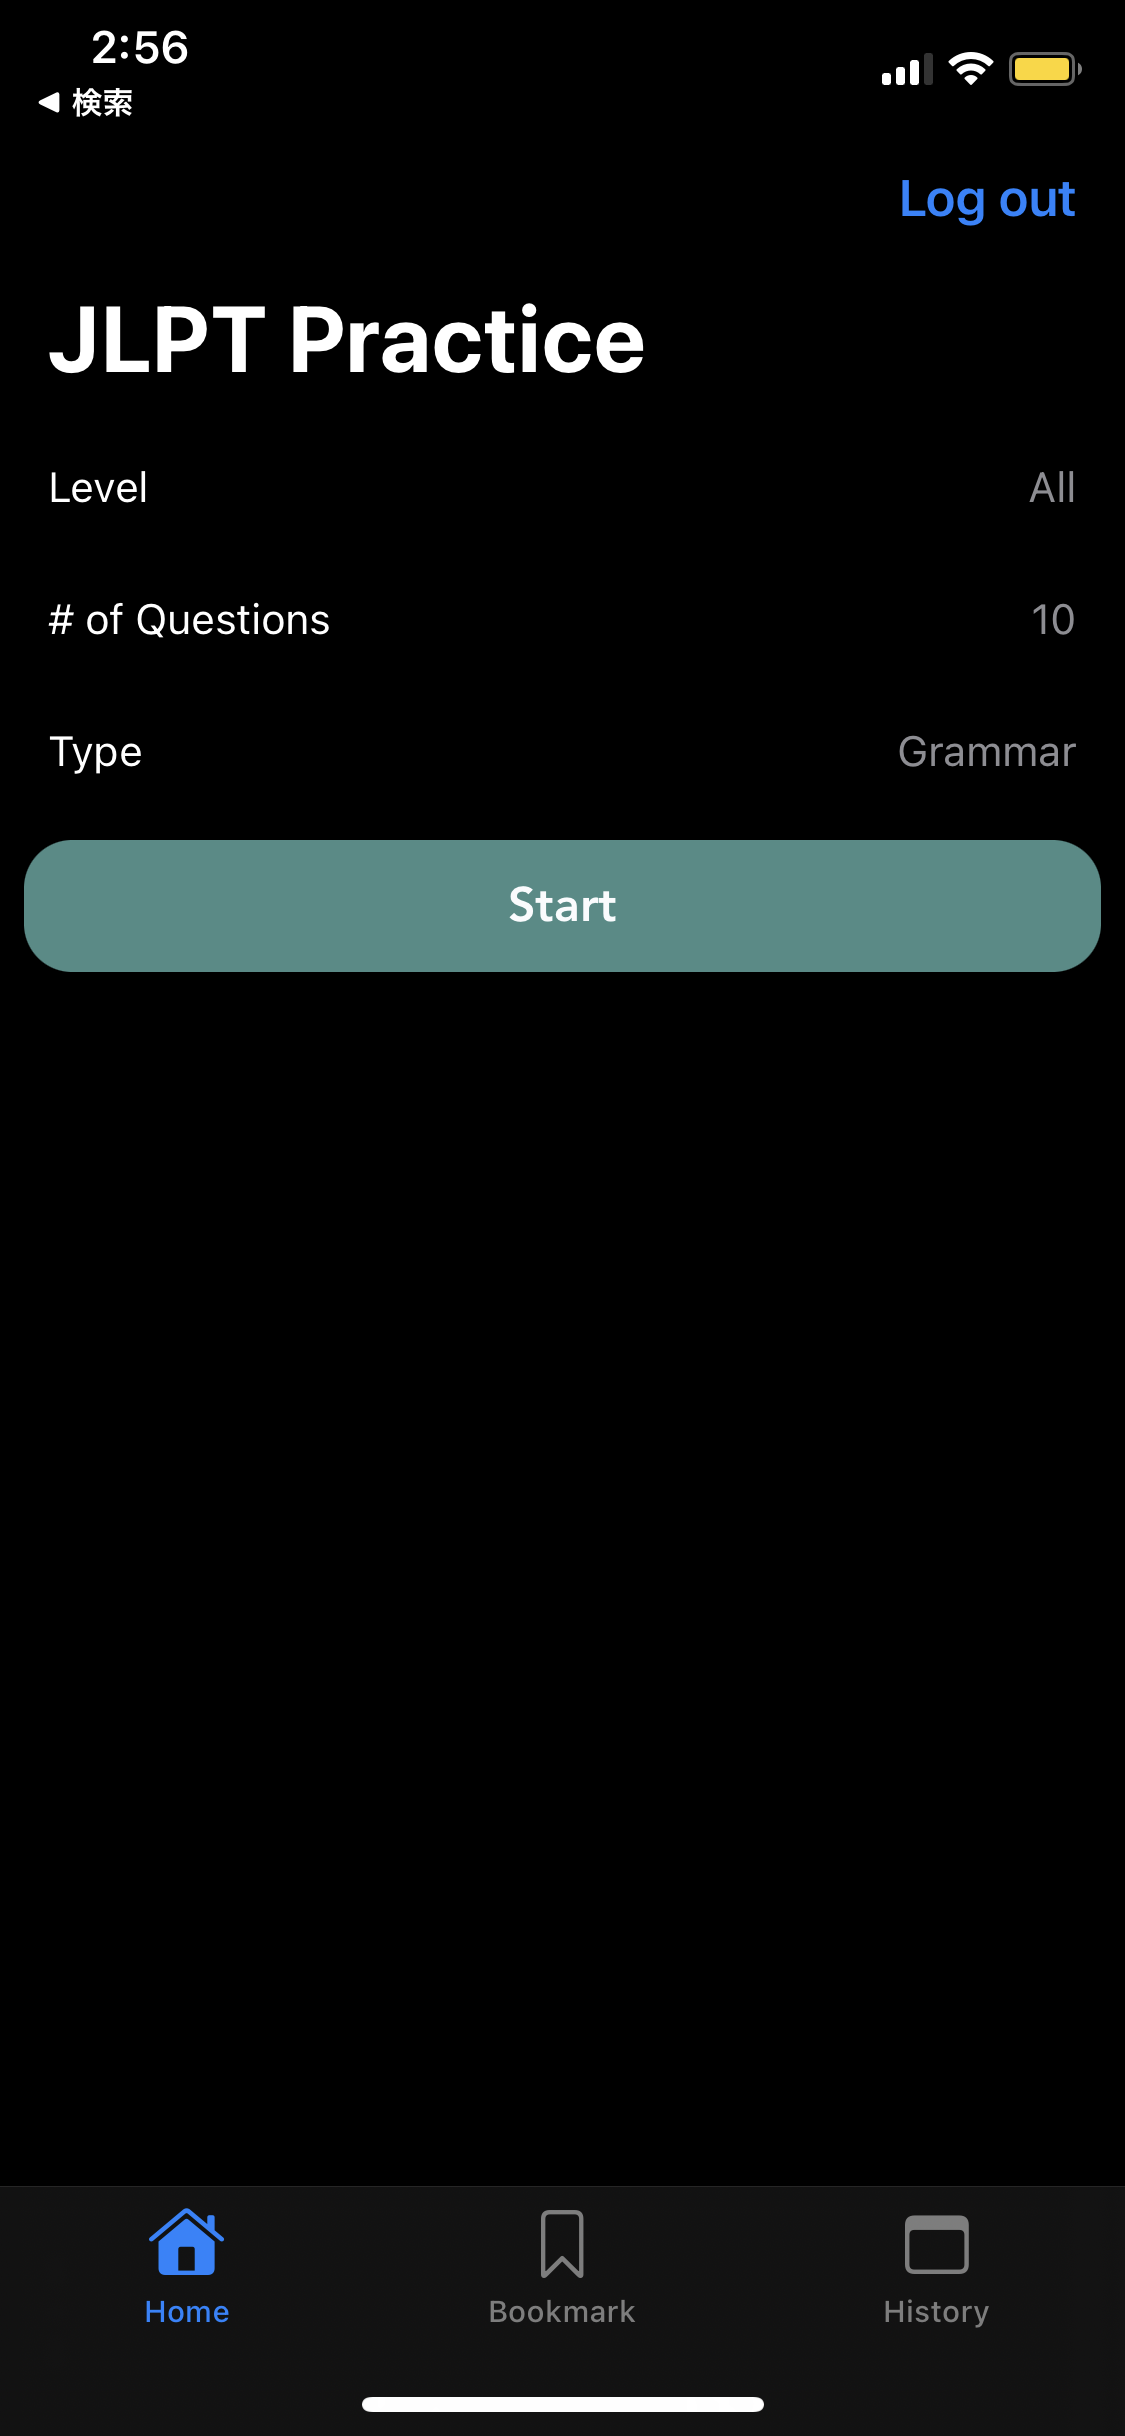 2:56
◀ 検索
Log out
JLPT Practice
Level All
# of Questions 10
Type Grammar
Start
Home Bookmark History